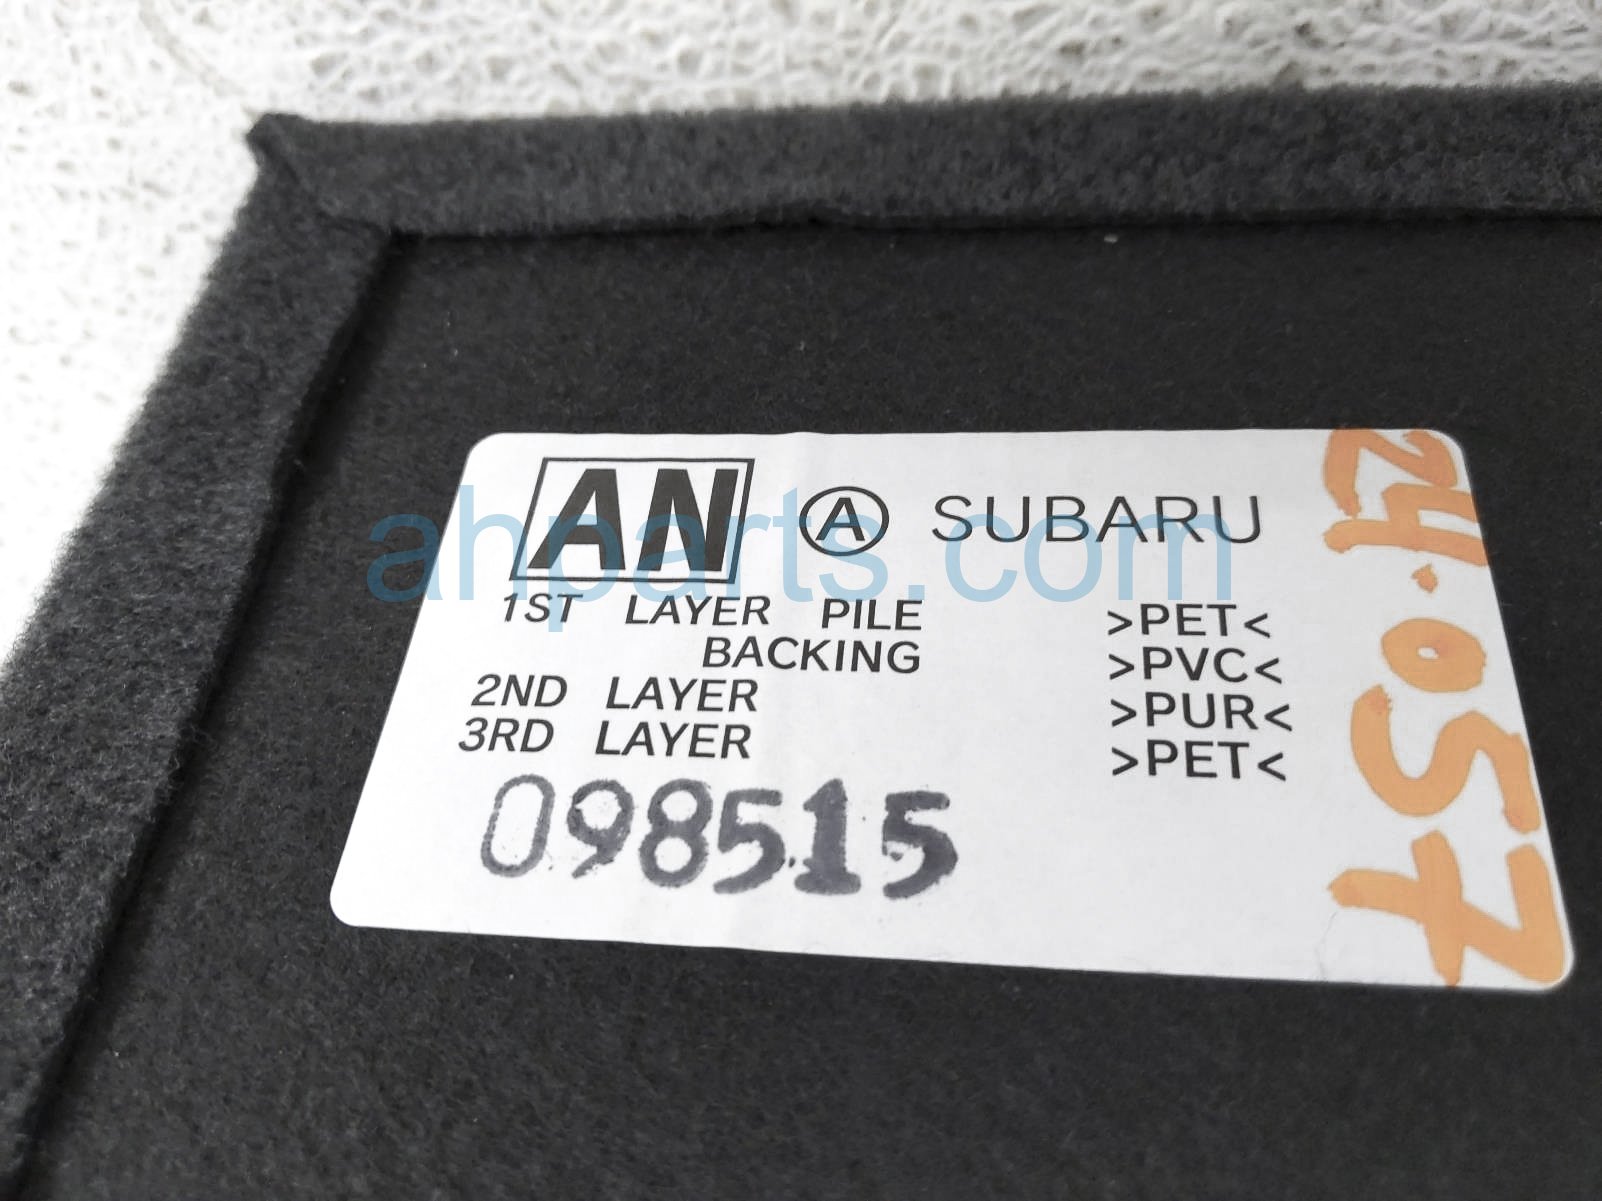 AN Ⓐ SUBARU
1ST LAYER PILE >PET<
BACKING >PVC<
2ND LAYER >PUR<
3RD LAYER >PET<
098515
24.057
ahparts.com